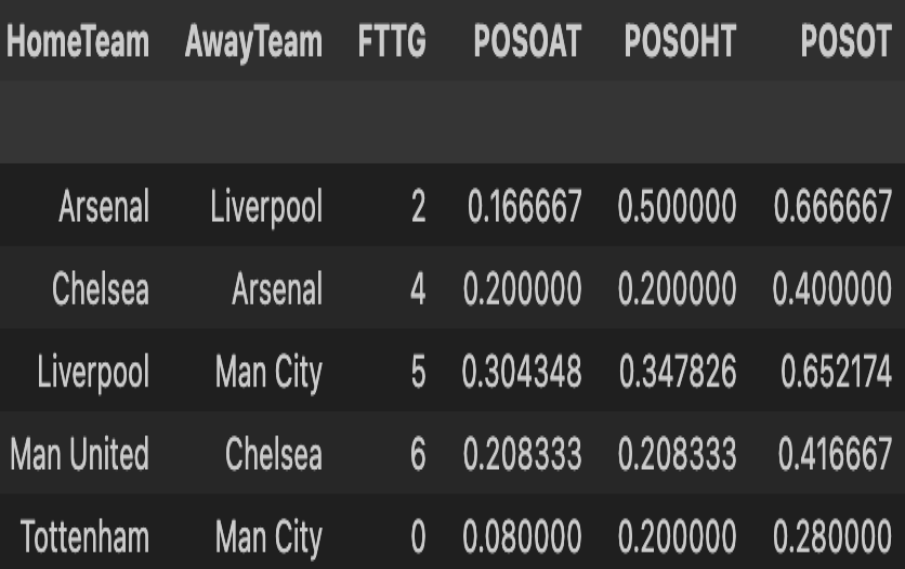 HomeTeam AwayTeam FTTG POSOAT POSOHT POSOT
Arsenal Liverpool 2 0.166667 0.500000 0.666667
Chelsea Arsenal 4 0.200000 0.200000 0.400000
Liverpool Man City 5 0.304348 0.347826 0.652174
Man United Chelsea 6 0.208333 0.208333 0.416667
Tottenham Man City 0 0.080000 0.200000 0.280000